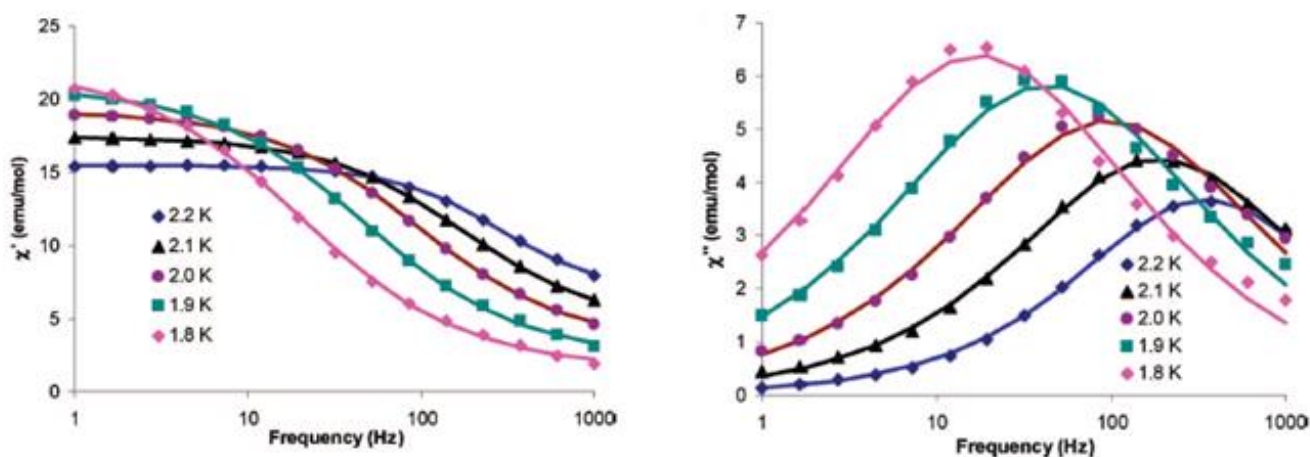 25
20
15
10
5
0
χ' (emu/mol)
2.2 K
2.1 K
2.0 K
1.9 K
1.8 K
1
10
100
1000
Frequency (Hz)
7
6
5
4
3
2
1
0
χ'' (emu/mol)
2.2 K
2.1 K
2.0 K
1.9 K
1.8 K
1
10
100
1000
Frequency (Hz)